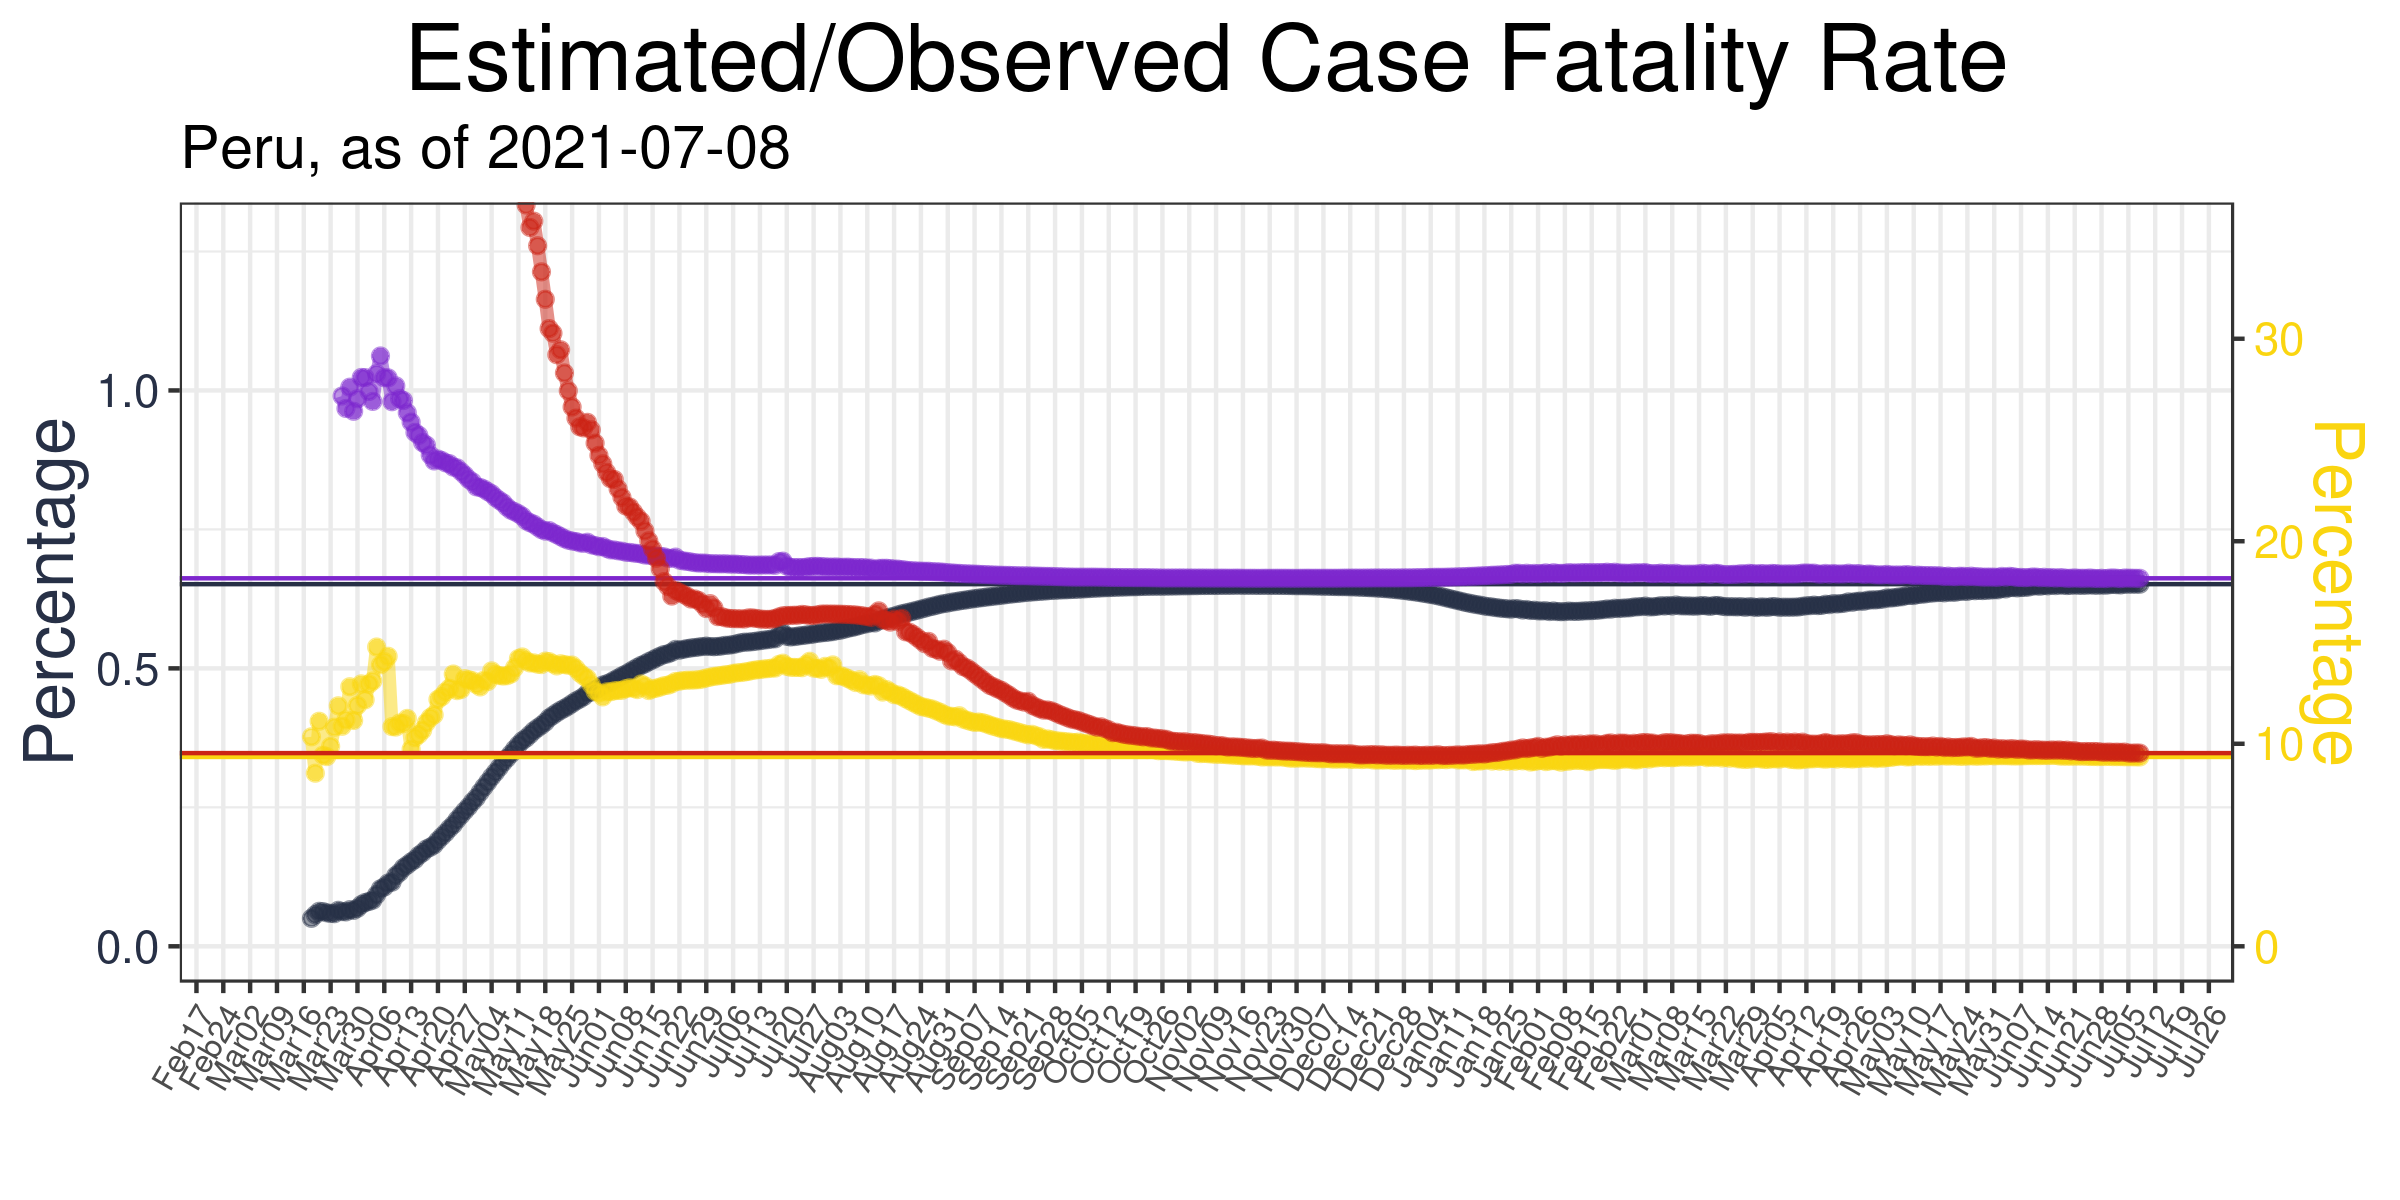 Estimated/Observed Case Fatality Rate
Peru, as of 2021-07-08
Percentage
1.0
0.5
0.0
30
20
10
0
Percentage
Feb17
Feb24
Mar02
Mar09
Mar16
Mar23
Mar30
Apr06
Apr13
Apr20
Apr27
May04
May11
May18
May25
Jun01
Jun08
Jun15
Jun22
Jun29
Jul06
Jul13
Jul20
Jul27
Aug03
Aug10
Aug17
Aug24
Aug31
Sep07
Sep14
Sep21
Sep28
Oct05
Oct12
Oct19
Oct26
Nov02
Nov09
Nov16
Nov23
Nov30
Dec07
Dec14
Dec21
Dec28
Jan04
Jan11
Jan18
Jan25
Feb01
Feb08
Feb15
Feb22
Mar01
Mar08
Mar15
Mar22
Mar29
Apr05
Apr12
Apr19
Apr26
May03
May10
May17
May24
May31
Jun07
Jun14
Jun21
Jun28
Jul05
Jul12
Jul19
Jul26